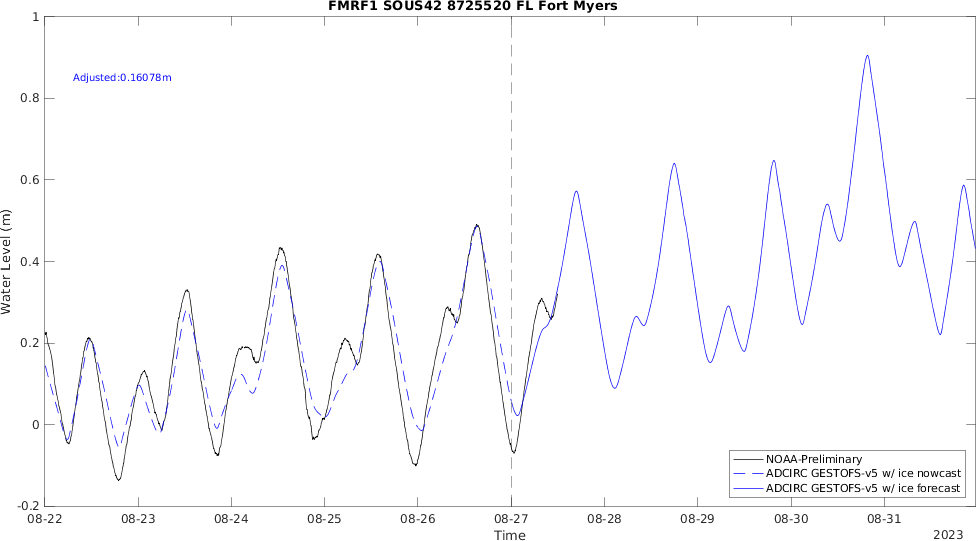 FMRF1 SOUS42 8725520 FL Fort Myers
1
Adjusted:0.16078m
0.8
0.6
Water Level (m)
0.4
0.2
0
-0.2
NOAA-Preliminary
ADCIRC GESTOFS-v5 w/ ice nowcast
ADCIRC GESTOFS-v5 w/ ice forecast
08-22 08-23 08-24 08-25 08-26 08-27 08-28 08-29 08-30 08-31
Time
2023